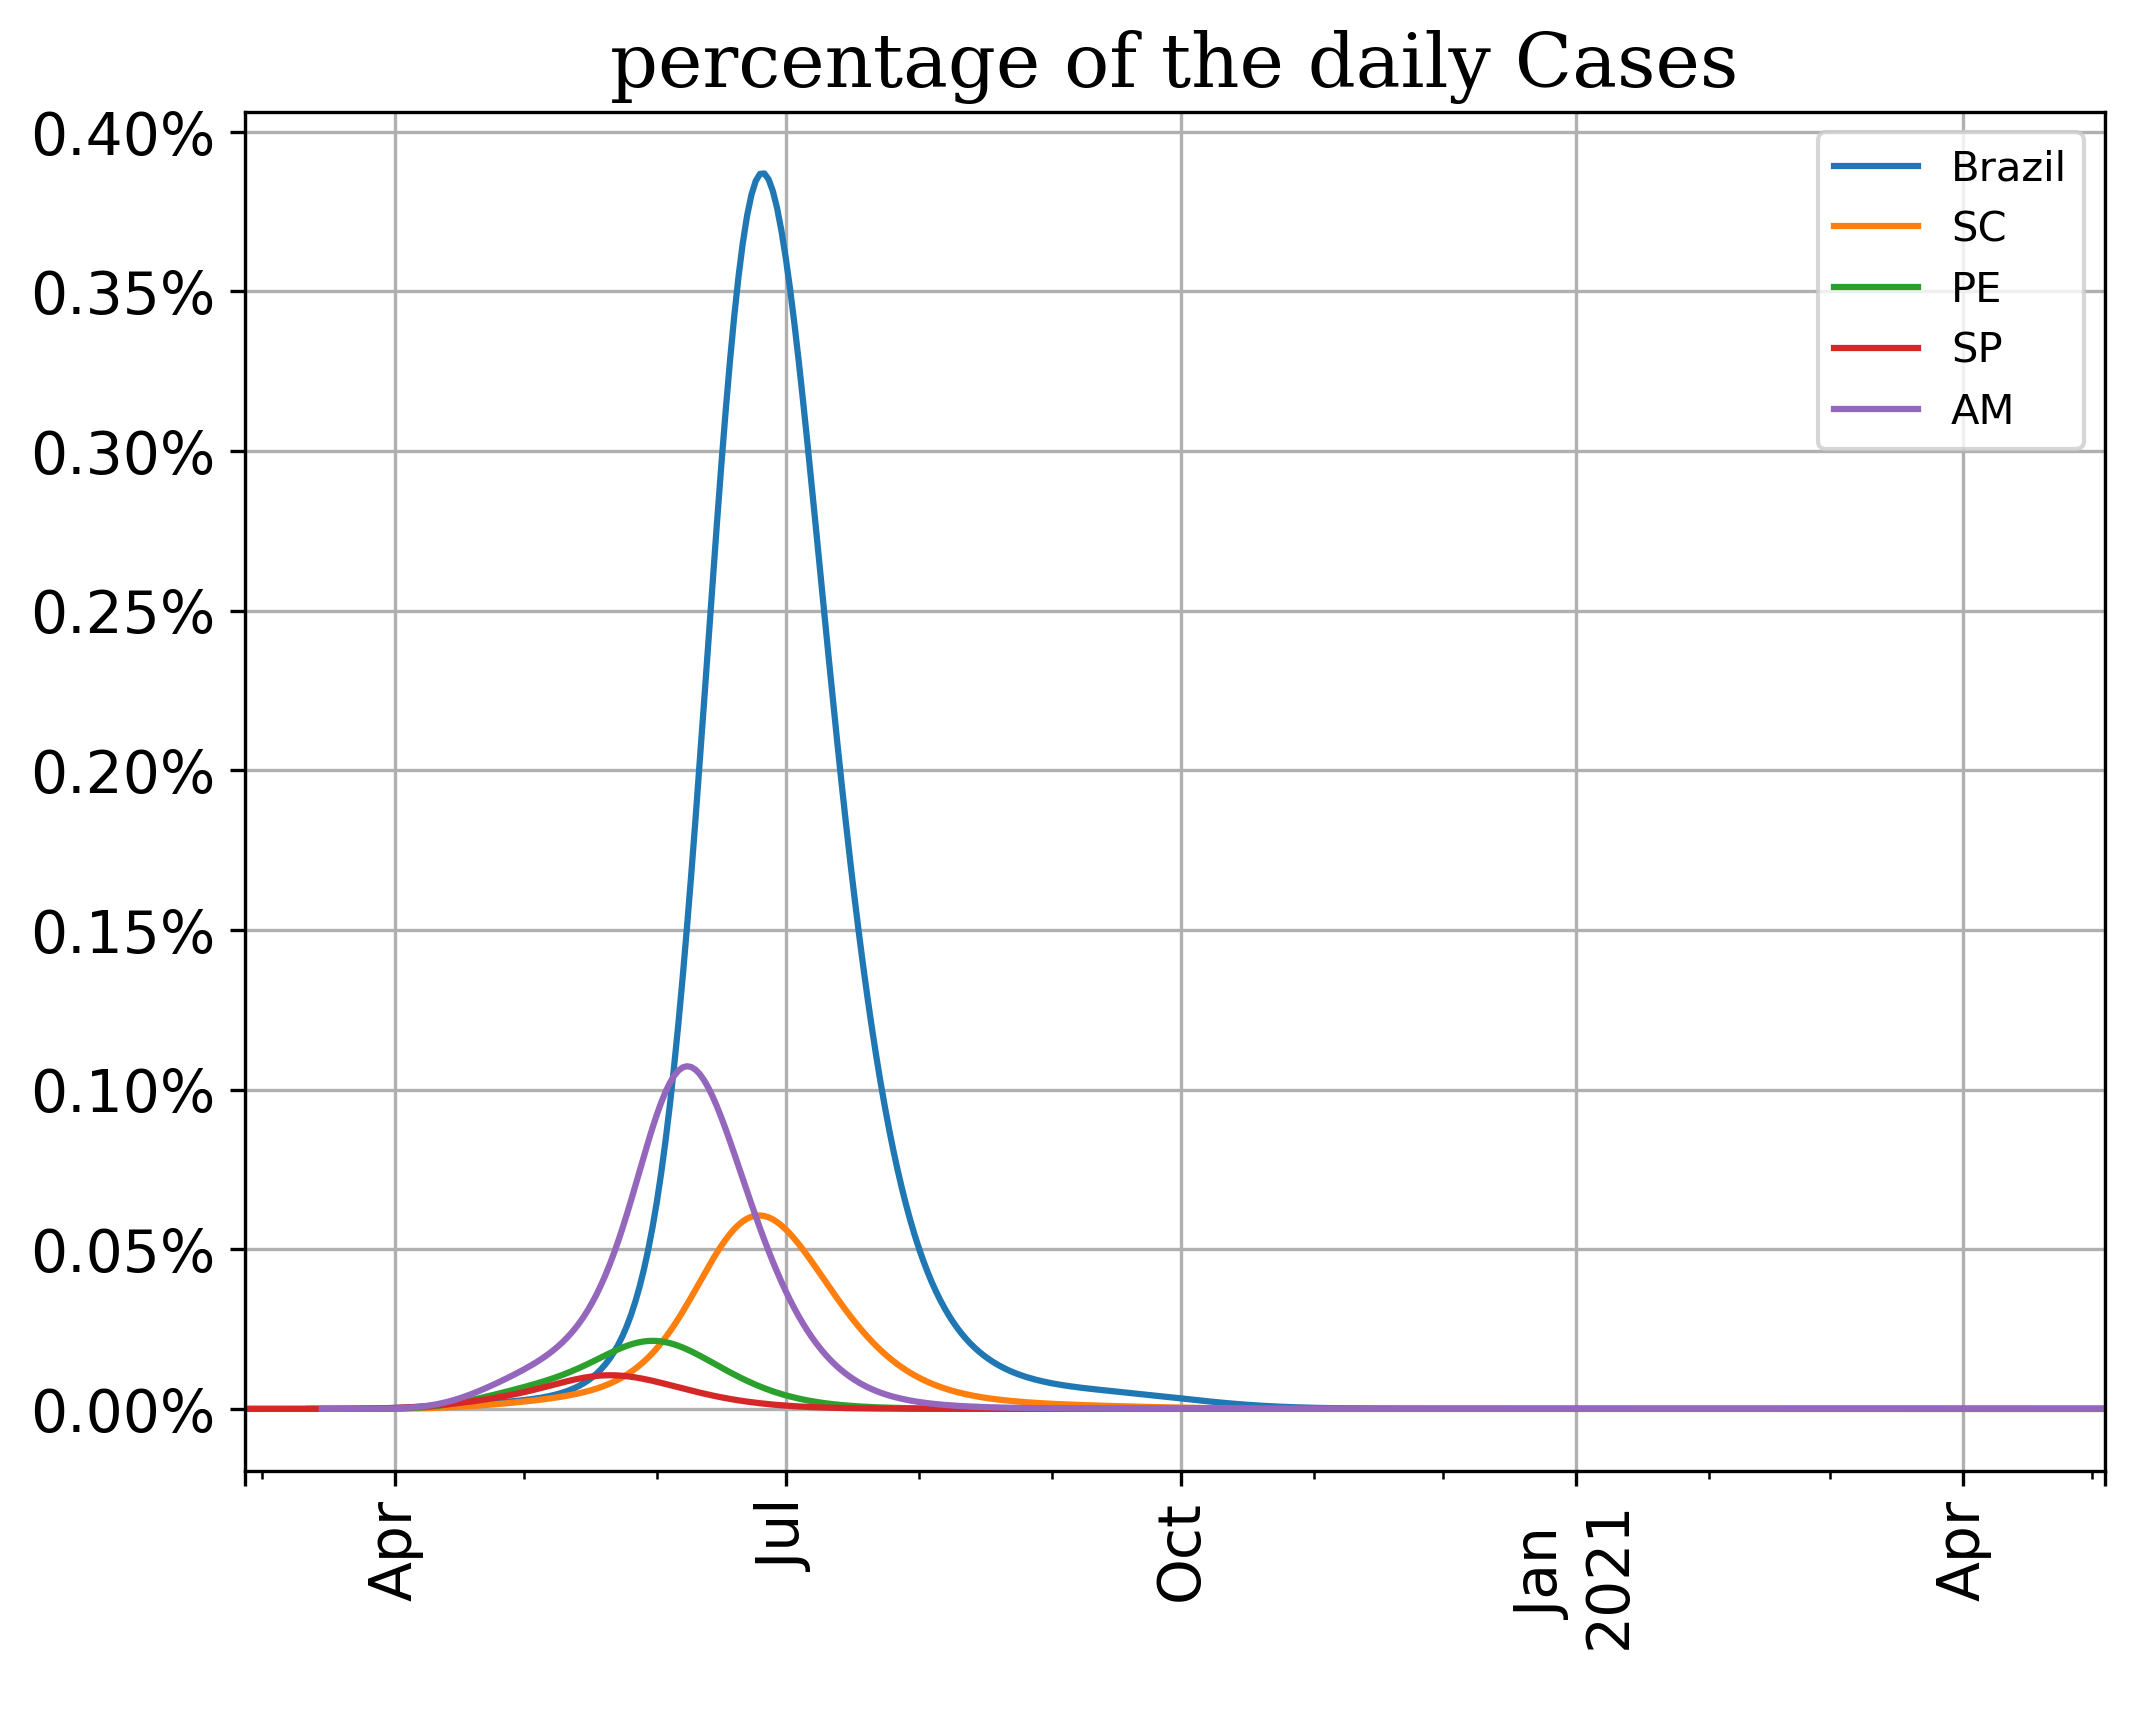 percentage of the daily Cases
0.40%
0.35%
0.30%
0.25%
0.20%
0.15%
0.10%
0.05%
0.00%
Brazil
SC
PE
SP
AM
Apr
Jul
Oct
Jan
2021
Apr